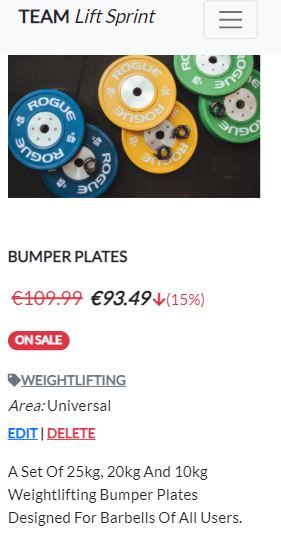 TEAM Lift Sprint
ROGUE ROGUE ROGUE
ROGUE ROGUE
BUMPER PLATES
€109.99 €93.49 (15%)
ON SALE
WEIGHTLIFTING
Area: Universal
EDIT | DELETE
A Set Of 25kg, 20kg And 10kg
Weightlifting Bumper Plates
Designed For Barbells Of All Users.